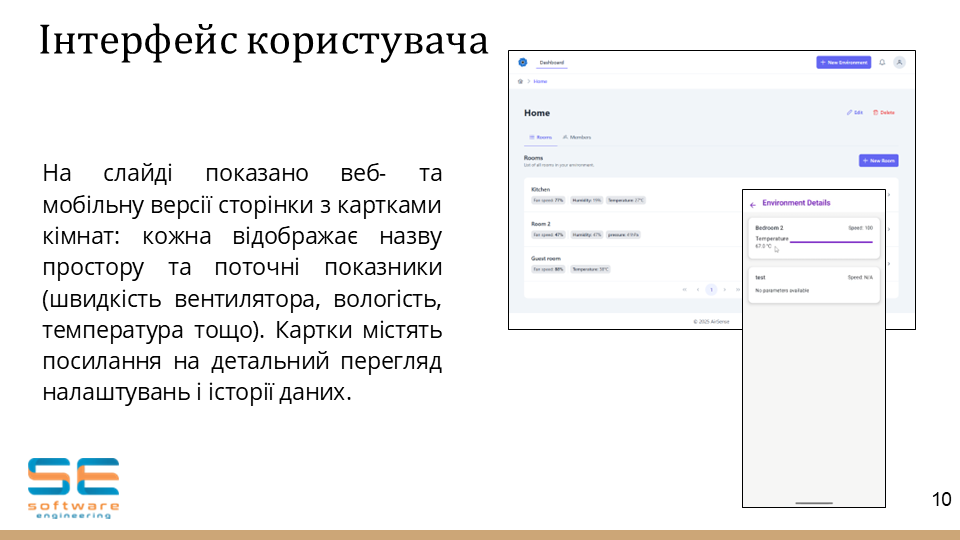 Інтерфейс користувача
На слайді показано веб- та
мобільну версії сторінки з картками
кімнат: кожна відображає назву
простору та поточні показники
(швидкість вентилятора, вологість,
температура тощо). Картки містять
посилання на детальний перегляд
налаштувань і історії даних.
Dashboard
+ New Environment
> Home
Home
Edit
Delete
Rooms
Members
Rooms
List of all rooms in your environment.
+ New Room
Kitchen
Fan speed: 77%
Humidity:
Temperature:
Room 2
Fan speed: 47%
Humidity: 47%
pressure:
Guest room
Fan speed: 88%
Temperature:
1
© 2025 AirSense
Environment Details
Bedroom 2
Speed: 100
Temperature
67.0 °C
test
Speed: N/A
No parameters available
SE
software
engineering
10